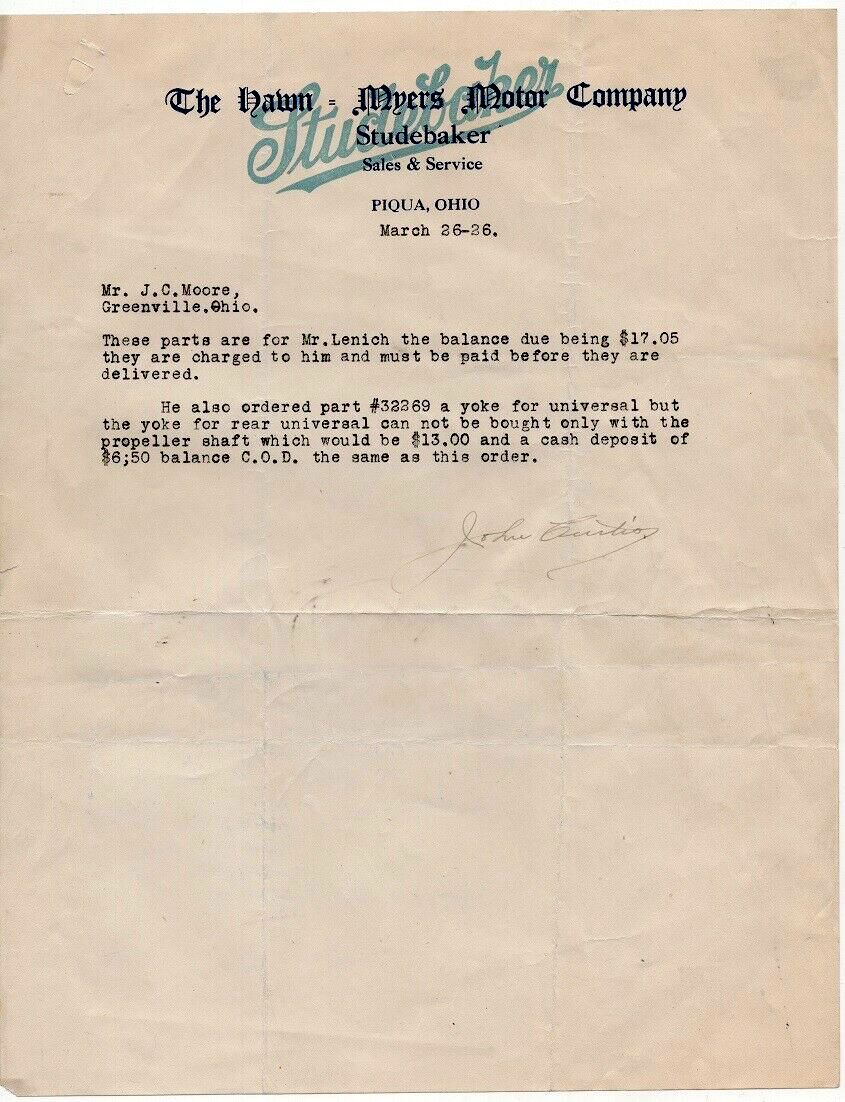 Studebaker
The Hawn = Myers Motor Company
Studebaker
Sales & Service
PIQUA, OHIO
March 26-26.
Mr. J.C.Moore,
Greenville.Ohio.
These parts are for Mr.Lenich the balance due being $17.05
they are charged to him and must be paid before they are
delivered.
He also ordered part #32269 a yoke for universal but
the yoke for rear universal can not be bought only with the
propeller shaft which would be $13.00 and a cash deposit of
$6;50 balance C.O.D. the same as this order.
John Curtis